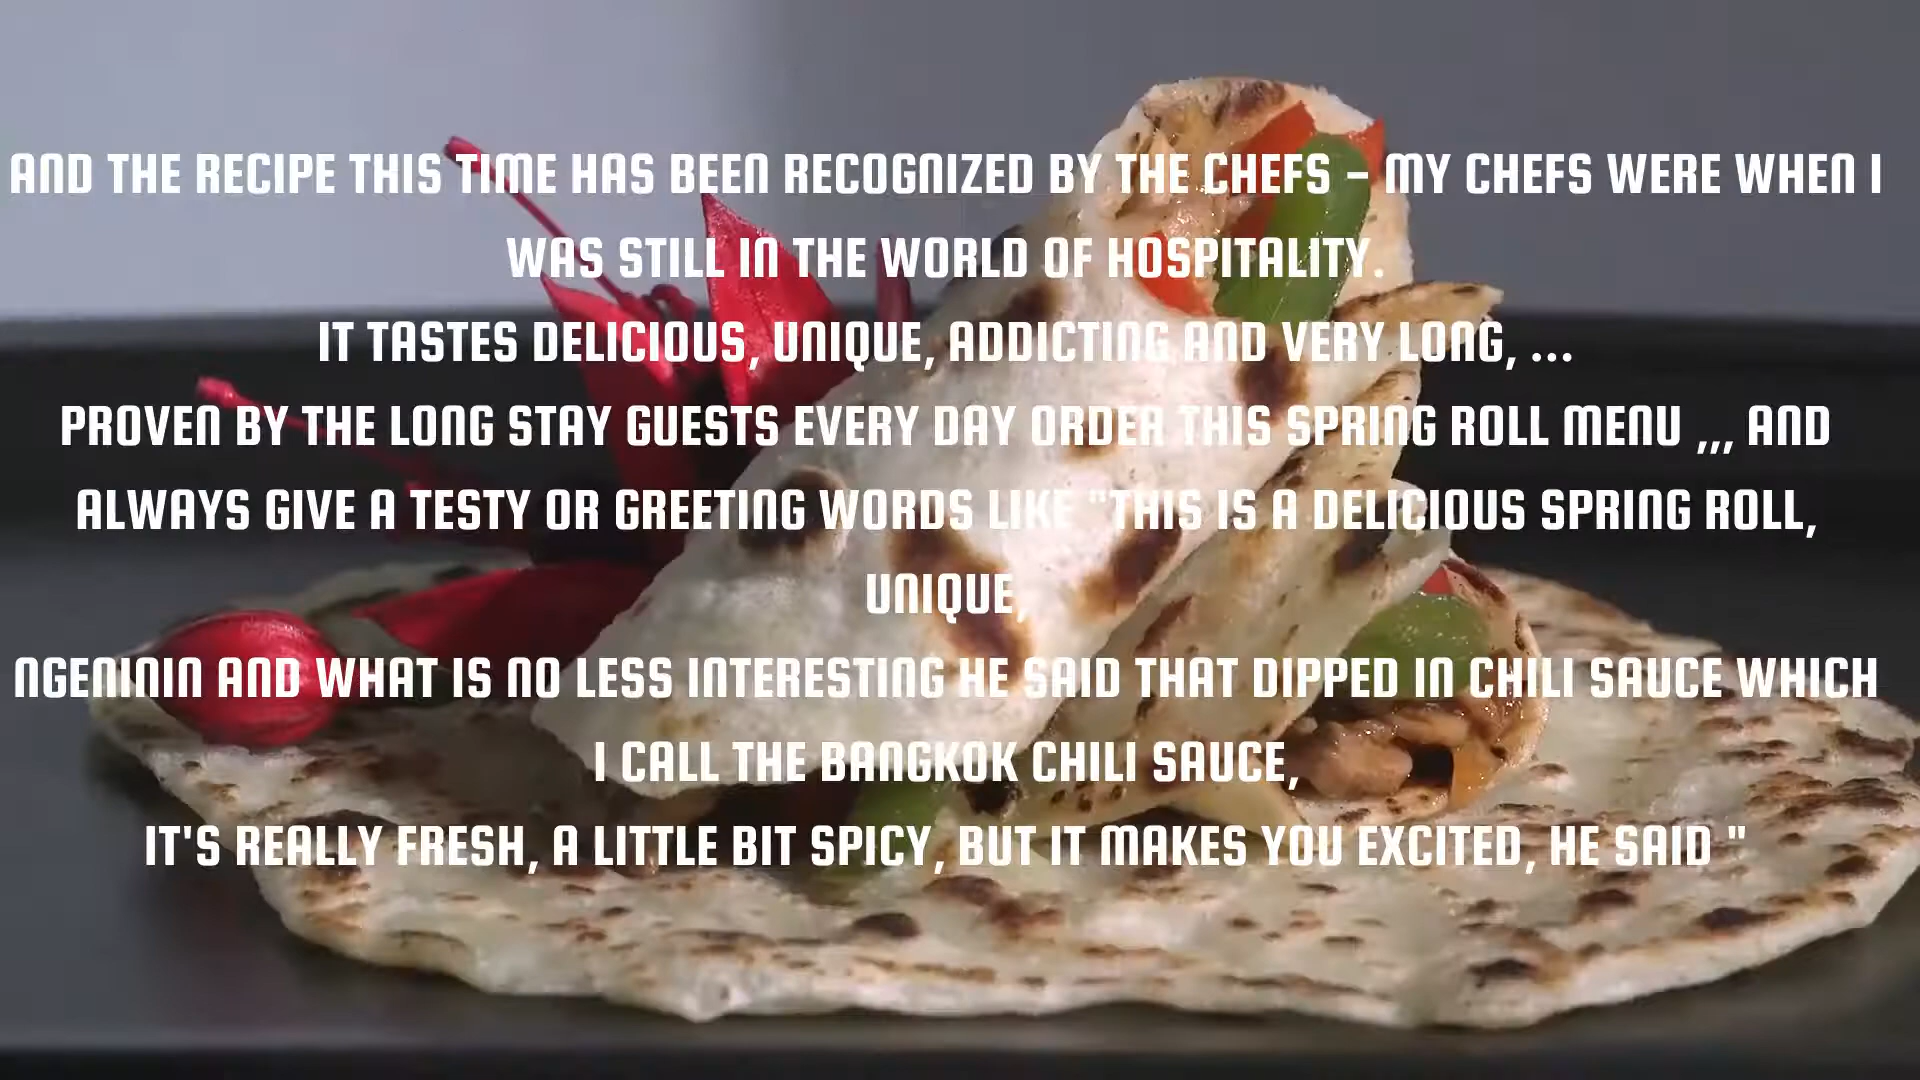 AND THE RECIPE THIS TIME HAS BEEN RECOGNIZED BY THE CHEFS – MY CHEFS WERE WHEN I
WAS STILL IN THE WORLD OF HOSPITALITY.
IT TASTES DELICIOUS, UNIQUE, ADDICTING AND VERY LONG, ...
PROVEN BY THE LONG STAY GUESTS EVERY DAY ORDER THIS SPRING ROLL MENU ,,, AND
ALWAYS GIVE A TESTY OR GREETING WORDS LIKE "THIS IS A DELICIOUS SPRING ROLL,
UNIQUE,
NGENININ AND WHAT IS NO LESS INTERESTING HE SAID THAT DIPPED IN CHILI SAUCE WHICH
I CALL THE BANGKOK CHILI SAUCE,
IT'S REALLY FRESH, A LITTLE BIT SPICY, BUT IT MAKES YOU EXCITED, HE SAID "